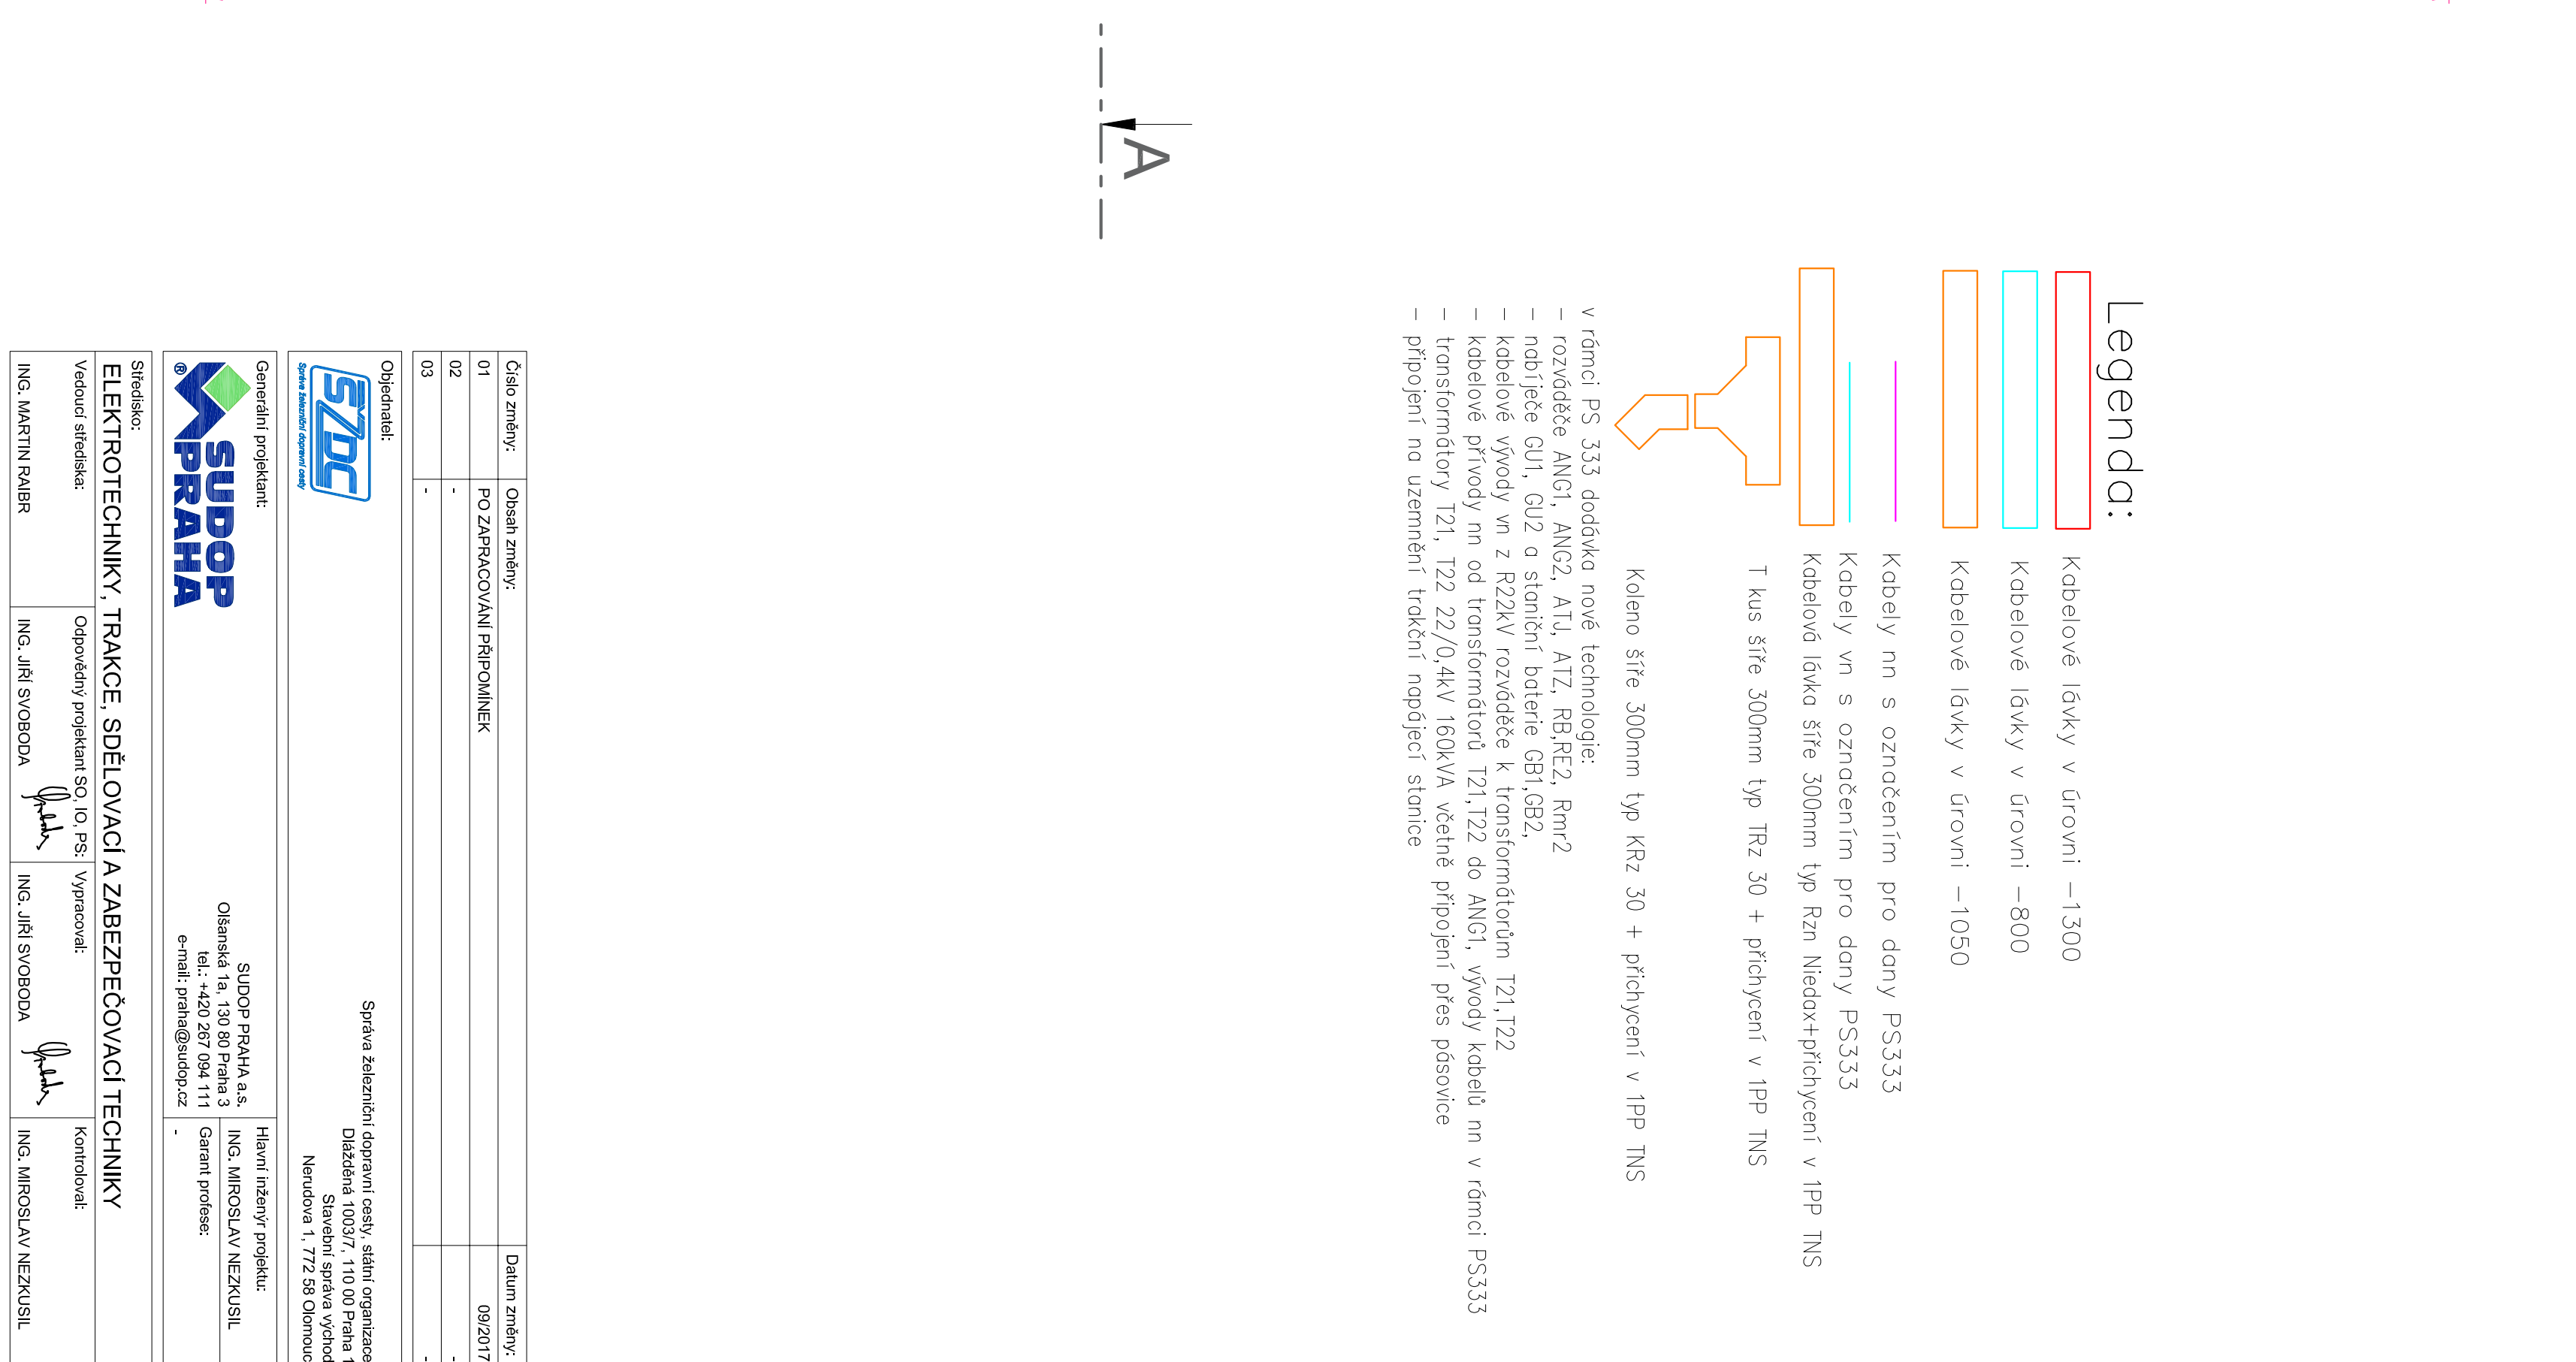 Legenda:
Kabelové lávky v úrovni -1300
Kabelové lávky v úrovni -800
Kabelové lávky v úrovni -1050
Kabely nn s označením pro dany PS333
Kabely vn s označením pro dany PS333
Kabelová lávka šíře 300mm typ Rzn Niedax+přichycení v 1PP TNS
T kus šíře 300mm typ TRz 30 + přichycení v 1PP TNS
Koleno šíře 300mm typ KRz 30 + přichycení v 1PP TNS
v rámci PS 333 dodávka nové technologie:
- rozváděče ANG1, ANG2, ATJ, ATZ, RB,RE2, Rmr2
- nabíječe GU1, GU2 a staniční baterie GB1,GB2,
- kabelové vývody vn z R22kV rozváděče k transformátorům T21,T22
- kabelové přívody nn od transformátorů T21,T22 do ANG1, vývody kabelů nn v rámci PS333
- transformátory T21, T22 22/0,4kV 160kVA včetně připojení přes pásovice
- připojení na uzemnění trakční napájecí stanice
A
Číslo změny: Obsah změny: Datum změny:
01 PO ZAPRACOVÁNÍ PŘIPOMÍNEK 09/2017
02 - -
03 - -
Objednatel:
SŽDC
Správa železniční dopravní cesty
Správa železniční dopravní cesty, státní organizace
Dlážděná 1003/7, 110 00 Praha 1
Stavební správa východ
Nerudova 1, 772 58 Olomouc
Generální projektant:
SUDOP
PRAHA
®
SUDOP PRAHA a.s.
Olšanská 1a, 130 80 Praha 3
tel.: +420 267 094 111
e-mail: praha@sudop.cz
Hlavní inženýr projektu:
ING. MIROSLAV NEZKUSIL
Garant profese:
-
Středisko:
ELEKTROTECHNIKY, TRAKCE, SDĚLOVACÍ A ZABEZPEČOVACÍ TECHNIKY
Vedoucí střediska: Odpovědný projektant SO, IO, PS: Vypracoval: Kontroloval:
ING. MARTIN RAIBR ING. JIŘÍ SVOBODA ING. JIŘÍ SVOBODA ING. MIROSLAV NEZKUSIL